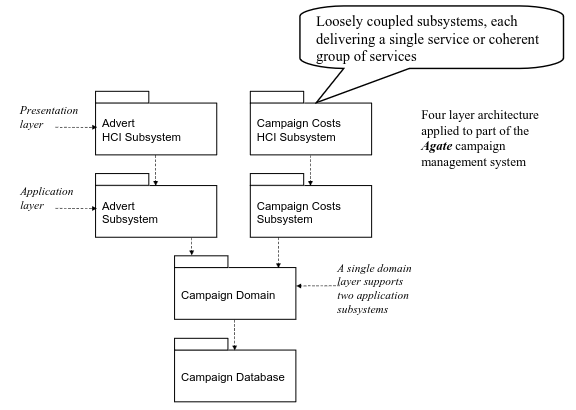 Loosely coupled subsystems, each
delivering a single service or coherent
group of services
Presentation
layer
Advert
HCI Subsystem
Campaign Costs
HCI Subsystem
Four layer architecture
applied to part of the
Agate campaign
management system
Application
layer
Advert
Subsystem
Campaign Costs
Subsystem
Campaign Domain
A single domain
layer supports
two application
subsystems
Campaign Database